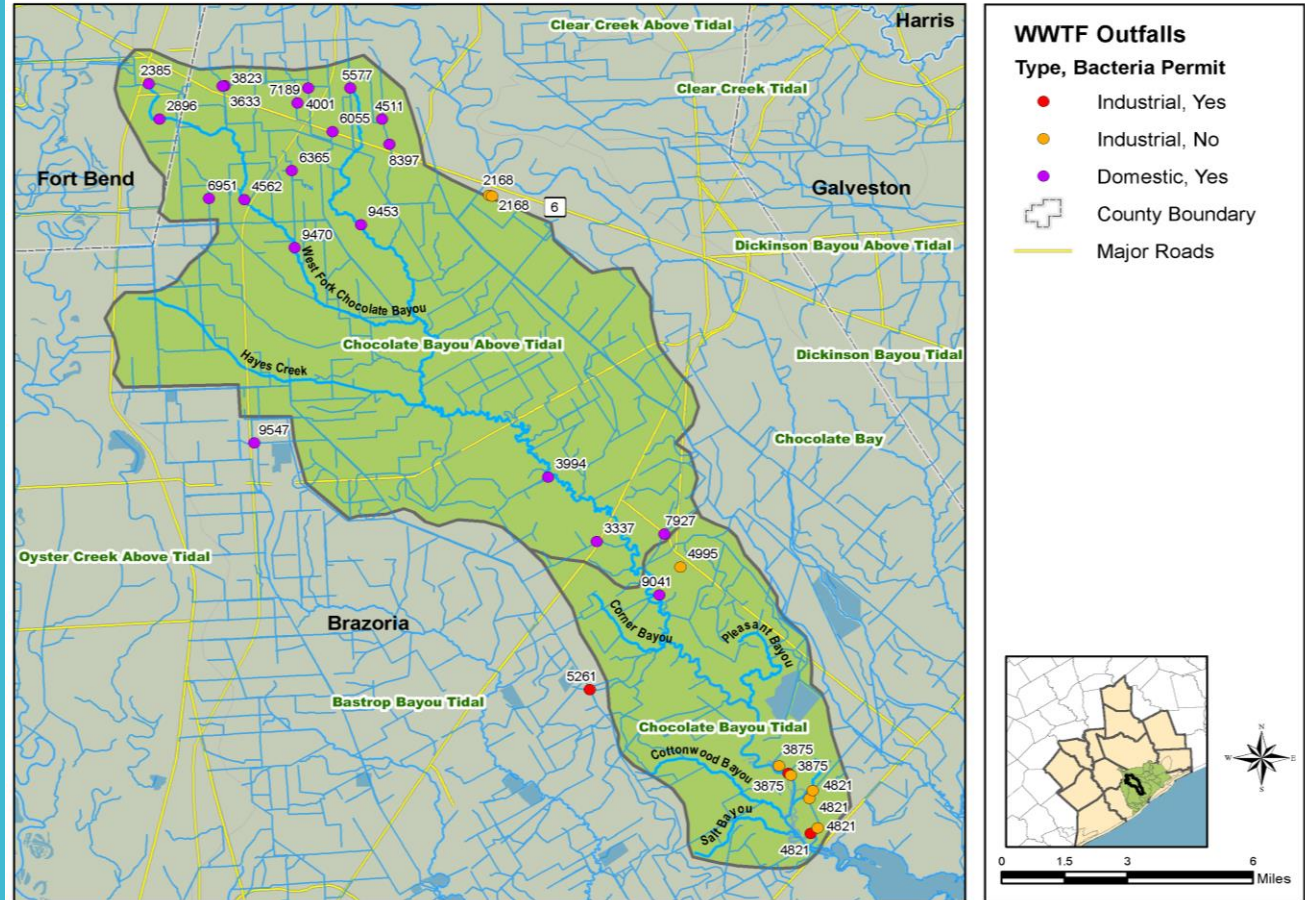 Clear Creek Above Tidal
Harris
2385
3823
3633
7189
5577
4001
4511
6055
Clear Creek Tidal
2896
8397
6365
Fort Bend
6951
4562
2168
2168
6
Galveston
9453
9470
Dickinson Bayou Above Tidal
West Fork Chocolate Bayou
Chocolate Bayou Above Tidal
Dickinson Bayou Tidal
Hayes Creek
9547
Chocolate Bay
3994
3337
7927
Oyster Creek Above Tidal
4995
9041
Brazoria
Corner Bayou
Pleasant Bayou
5261
Bastrop Bayou Tidal
Chocolate Bayou Tidal
Cottonwood Bayou
3875
3875
3875
4821
4821
Salt Bayou
4821
4821
WWTF Outfalls
Type, Bacteria Permit
Industrial, Yes
Industrial, No
Domestic, Yes
County Boundary
Major Roads
N
W
E
S
0 1.5 3 6
Miles